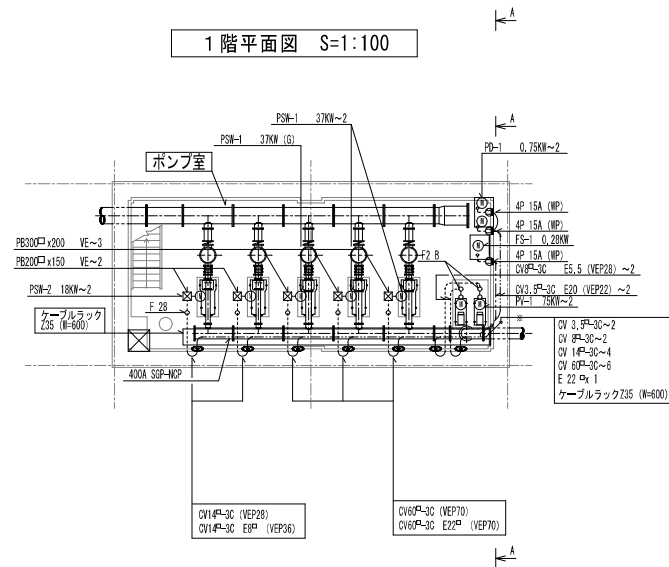 A
1階平面図 S=1:100
PSW-1 37KW~2
A
PSW-1 37KW (G)
PD-1 0.75KW~2
ポンプ室
M
4P 15A (WP)
4P 15A (WP)
PB300□ x200 VE~3
FS-1 0,28KW
F2 B
4P 15A (WP)
PB200□ x150 VE~2
CV8□-3C E5,5 (VEP28) ~2
PSW-2 18KW~2
CV3.5□-3C E20 (VEP22) ~2
F 28
PV-1 75KW~2
ケーブルラック
Z35 (W=600)
CV 3,5□-3C~2
CV 8□-3C~2
CV 14□-3C~4
CV 60□-3C~6
E 22 □x 1
ケーブルラックZ35 (W=600)
400A SGP-NCP
CV14□-3C (VEP28)
CV14□-3C E8□ (VEP36)
CV60□-3C (VEP70)
CV60□-3C E22□ (VEP70)
A